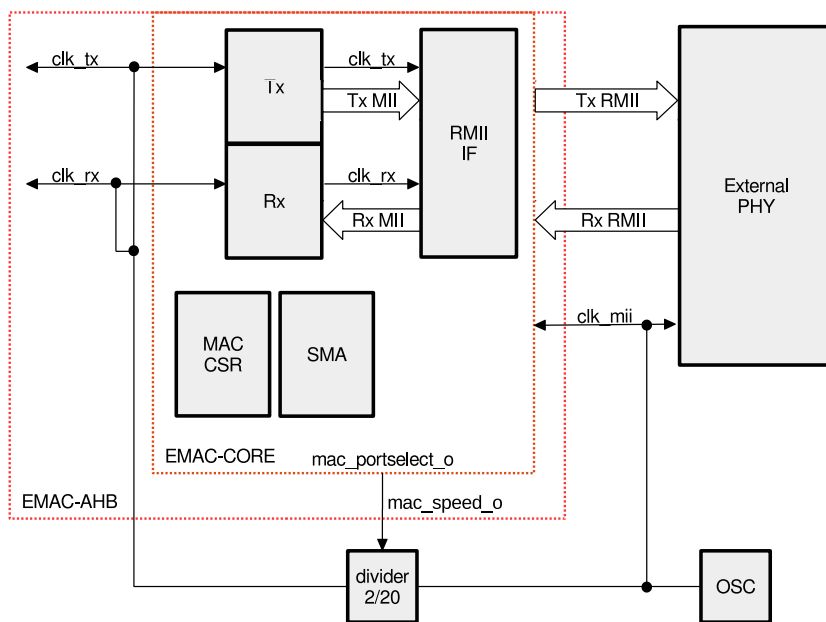 clk_tx
Tx
clk_tx
Tx MII
RMII
IF
Tx RMII
External
PHY
clk_rx
Rx
clk_rx
Rx MII
Rx RMII
MAC
CSR
SMA
clk_mii
EMAC-CORE
mac_portselect_o
EMAC-AHB
mac_speed_o
divider
2/20
OSC